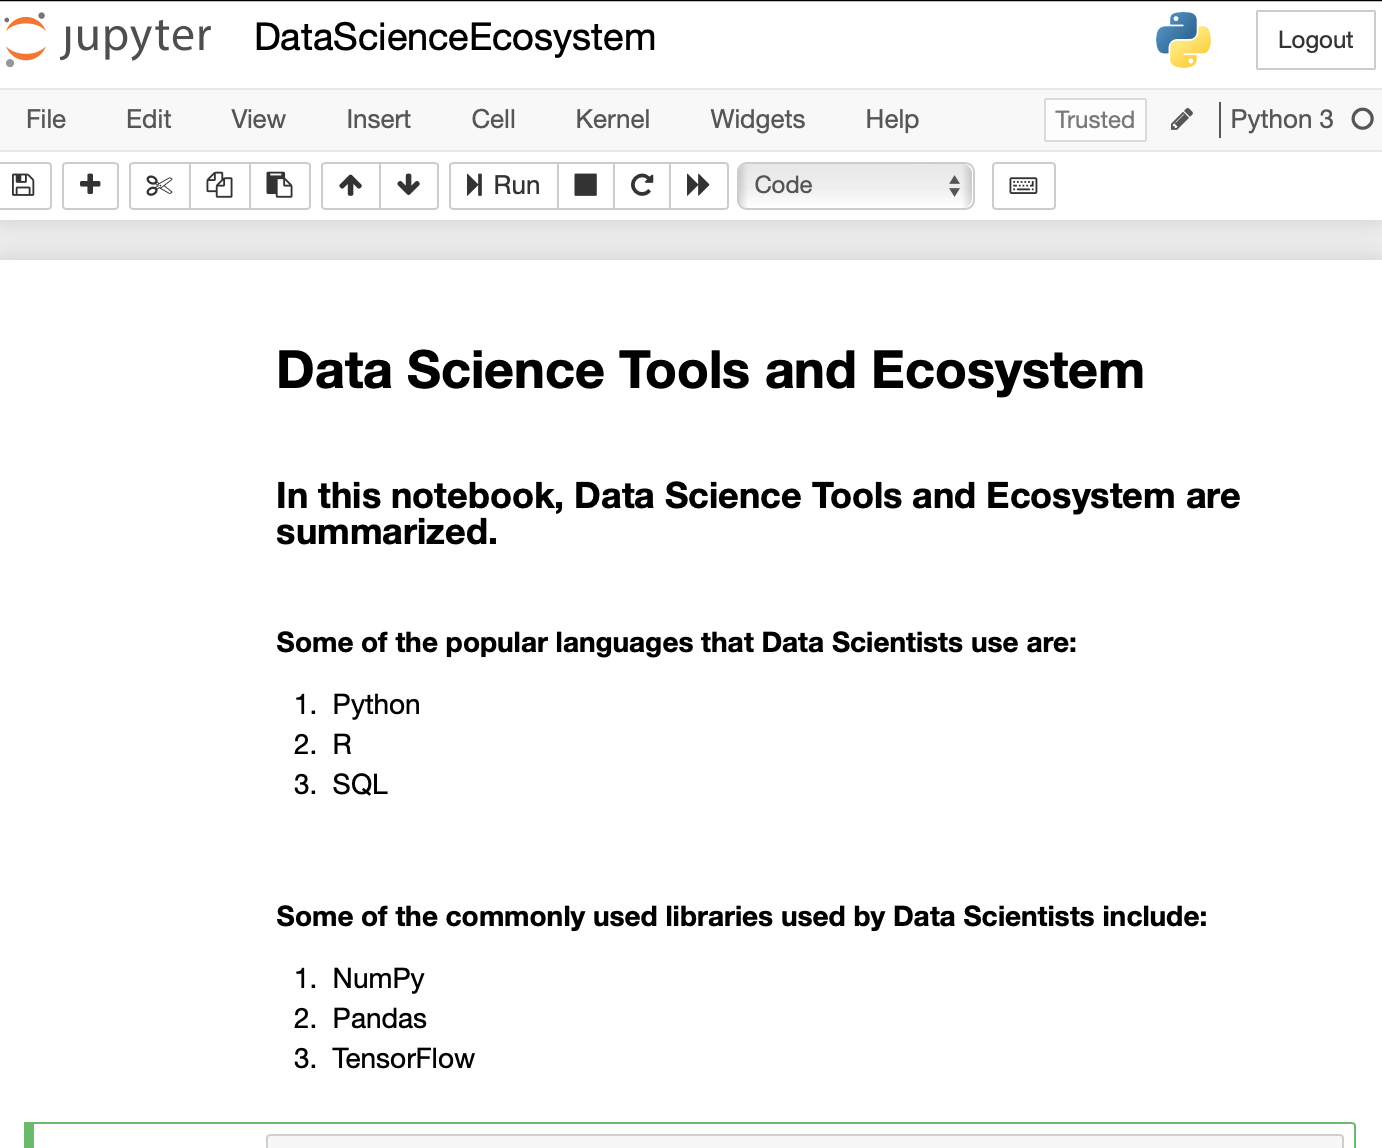 jupyter DataScienceEcosystem Logout
File Edit View Insert Cell Kernel Widgets Help Trusted Python 3
Run Code
Data Science Tools and Ecosystem
In this notebook, Data Science Tools and Ecosystem are
summarized.
Some of the popular languages that Data Scientists use are:
1. Python
2. R
3. SQL
Some of the commonly used libraries used by Data Scientists include:
1. NumPy
2. Pandas
3. TensorFlow